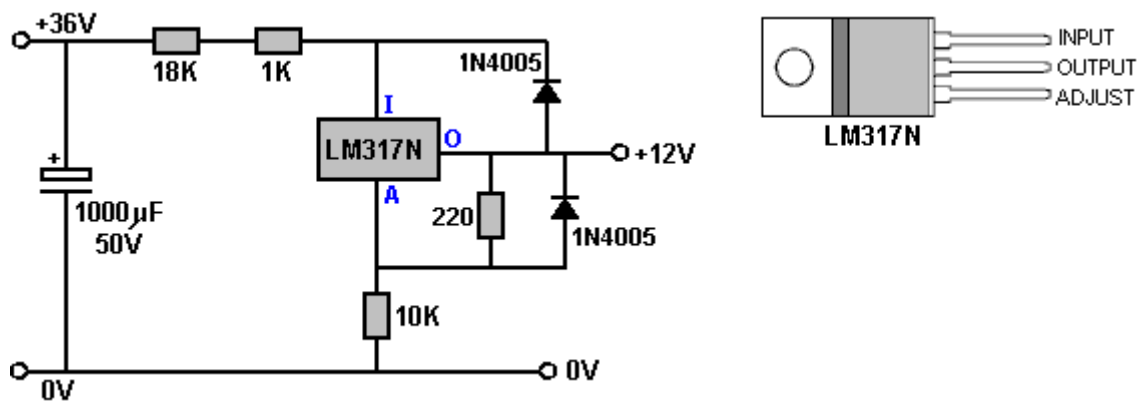 +36V
18K
1K
1N4005
I
LM317N
O
+12V
A
+
1000µF
50V
220
1N4005
10K
0V
0V
INPUT
OUTPUT
ADJUST
LM317N